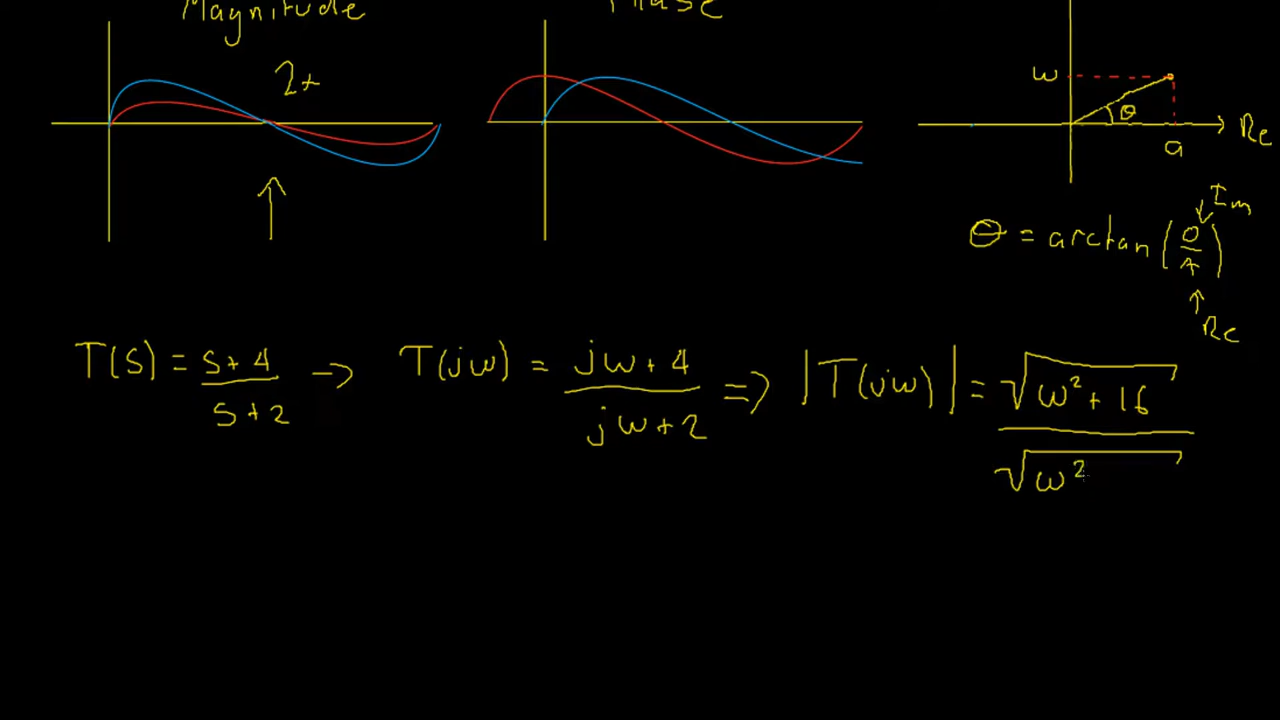 Magnitude
Phase
2x
ω
θ
Re
a
Im
θ = arctan (O/A)
Re
T(s) = s+4/s+2 → T(jω) = jω+4/jω+2 ⇒ |T(jω)| = √ω²+16/√ω²